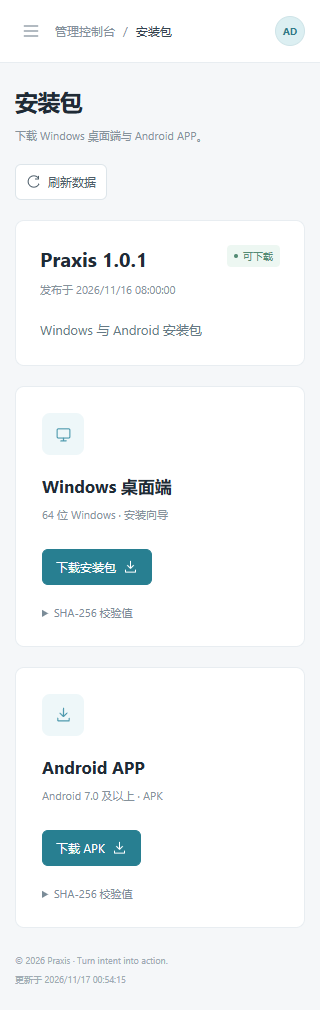 管理控制台 / 安装包
AD
安装包
下载 Windows 桌面端与 Android APP。
刷新数据
Praxis 1.0.1
可下载
发布于 2026/11/16 08:00:00
Windows 与 Android 安装包
Windows 桌面端
64 位 Windows · 安装向导
下载安装包
SHA-256 校验值
Android APP
Android 7.0 及以上 · APK
下载 APK
SHA-256 校验值
© 2026 Praxis · Turn intent into action.
更新于 2026/11/17 00:54:15